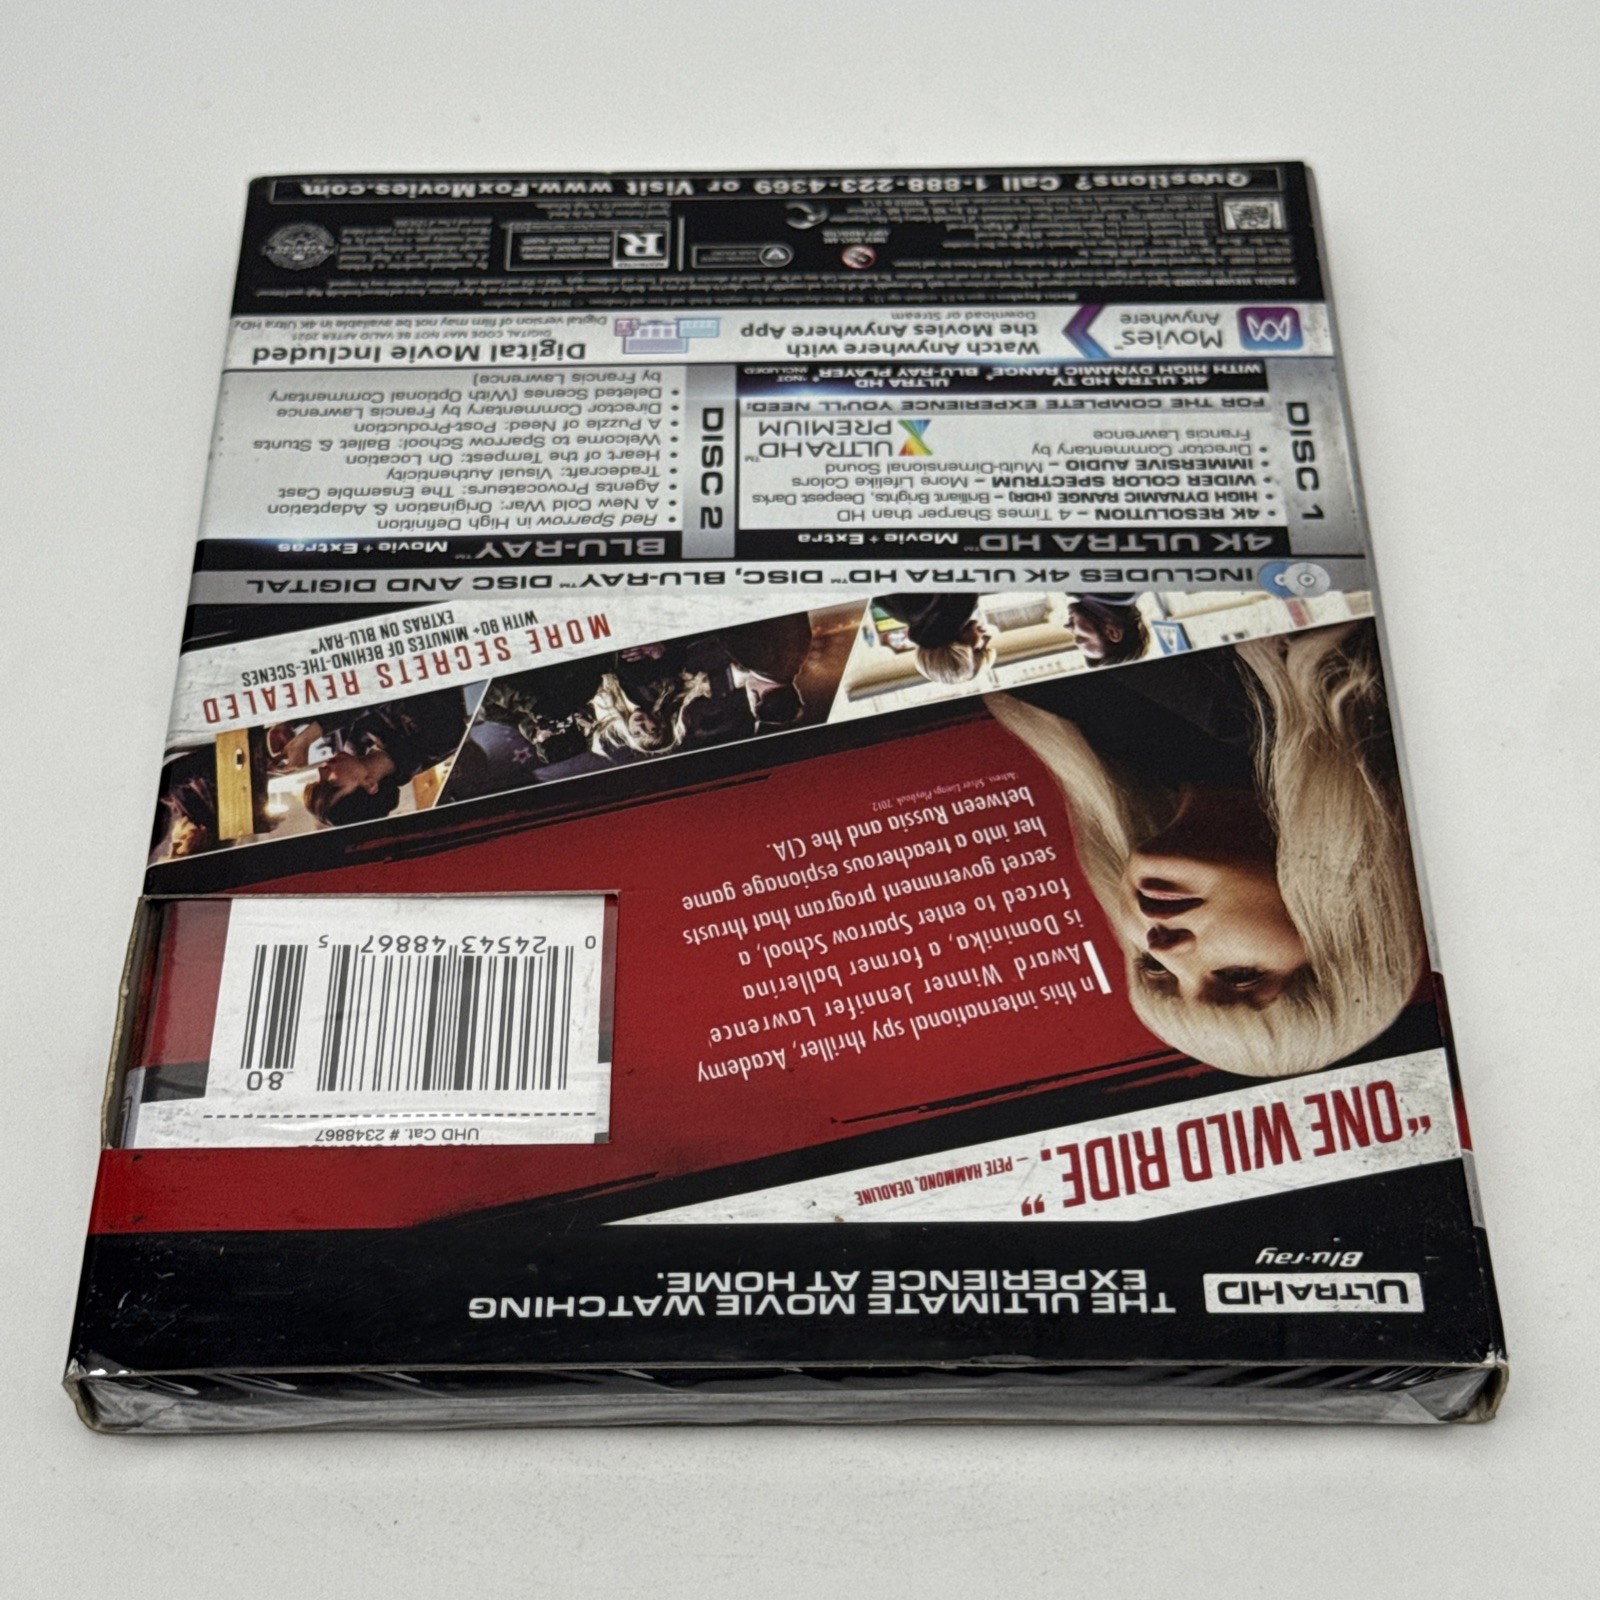 ULTRAHD
Blu-ray
THE ULTIMATE MOVIE WATCHING
EXPERIENCE AT HOME.
“ONE WILD RIDE.”
– PETE HAMMOND, DEADLINE
In this international spy thriller, Academy
Award Winner Jennifer Lawrence*
is Dominika, a former ballerina
forced to enter Sparrow School, a
secret government program that thrusts
her into a treacherous espionage game
between Russia and the CIA.
*Actress, Silver Linings Playbook, 2012
UHD Cat. # 2348867
80
0 24543 48867 5
MORE SECRETS REVEALED
WITH 90+ MINUTES OF BEHIND-THE-SCENES
EXTRAS ON BLU-RAY™
INCLUDES 4K ULTRA HD™ DISC, BLU-RAY™ DISC AND DIGITAL
DISC 1
4K ULTRA HD™ Movie + Extra
• 4K RESOLUTION – 4 Times Sharper than HD
• HIGH DYNAMIC RANGE (HDR) – Brilliant Brights, Deepest Darks
• WIDER COLOR SPECTRUM – More Lifelike Colors
• IMMERSIVE AUDIO – Multi-Dimensional Sound
• Director Commentary by
Francis Lawrence
ULTRAHD™
PREMIUM
FOR THE COMPLETE EXPERIENCE YOU'LL NEED:
4K ULTRA HD TV
WITH HIGH DYNAMIC RANGE*
ULTRA HD
BLU-RAY PLAYER*
*NOT
INCLUDED
DISC 2
BLU-RAY™ Movie + Extras
• Red Sparrow in High Definition
• A New Cold War: Origination & Adaptation
• Agents Provocateurs: The Ensemble Cast
• Tradecraft: Visual Authenticity
• Heart of the Tempest: On Location
• Welcome to Sparrow School: Ballet & Stunts
• A Puzzle of Need: Post-Production
• Director Commentary by Francis Lawrence
• Deleted Scenes (With Optional Commentary
by Francis Lawrence)
Movies™
Anywhere
Watch Anywhere with
the Movies Anywhere App
Download or Stream
Digital Movie Included
DIGITAL CODE MAY NOT BE VALID AFTER 2021
Digital version of film may not be available in 4K Ultra HD.
RESTRICTED
R
Questions? Call 1-888-223-4369 or Visit www.FoxMovies.com